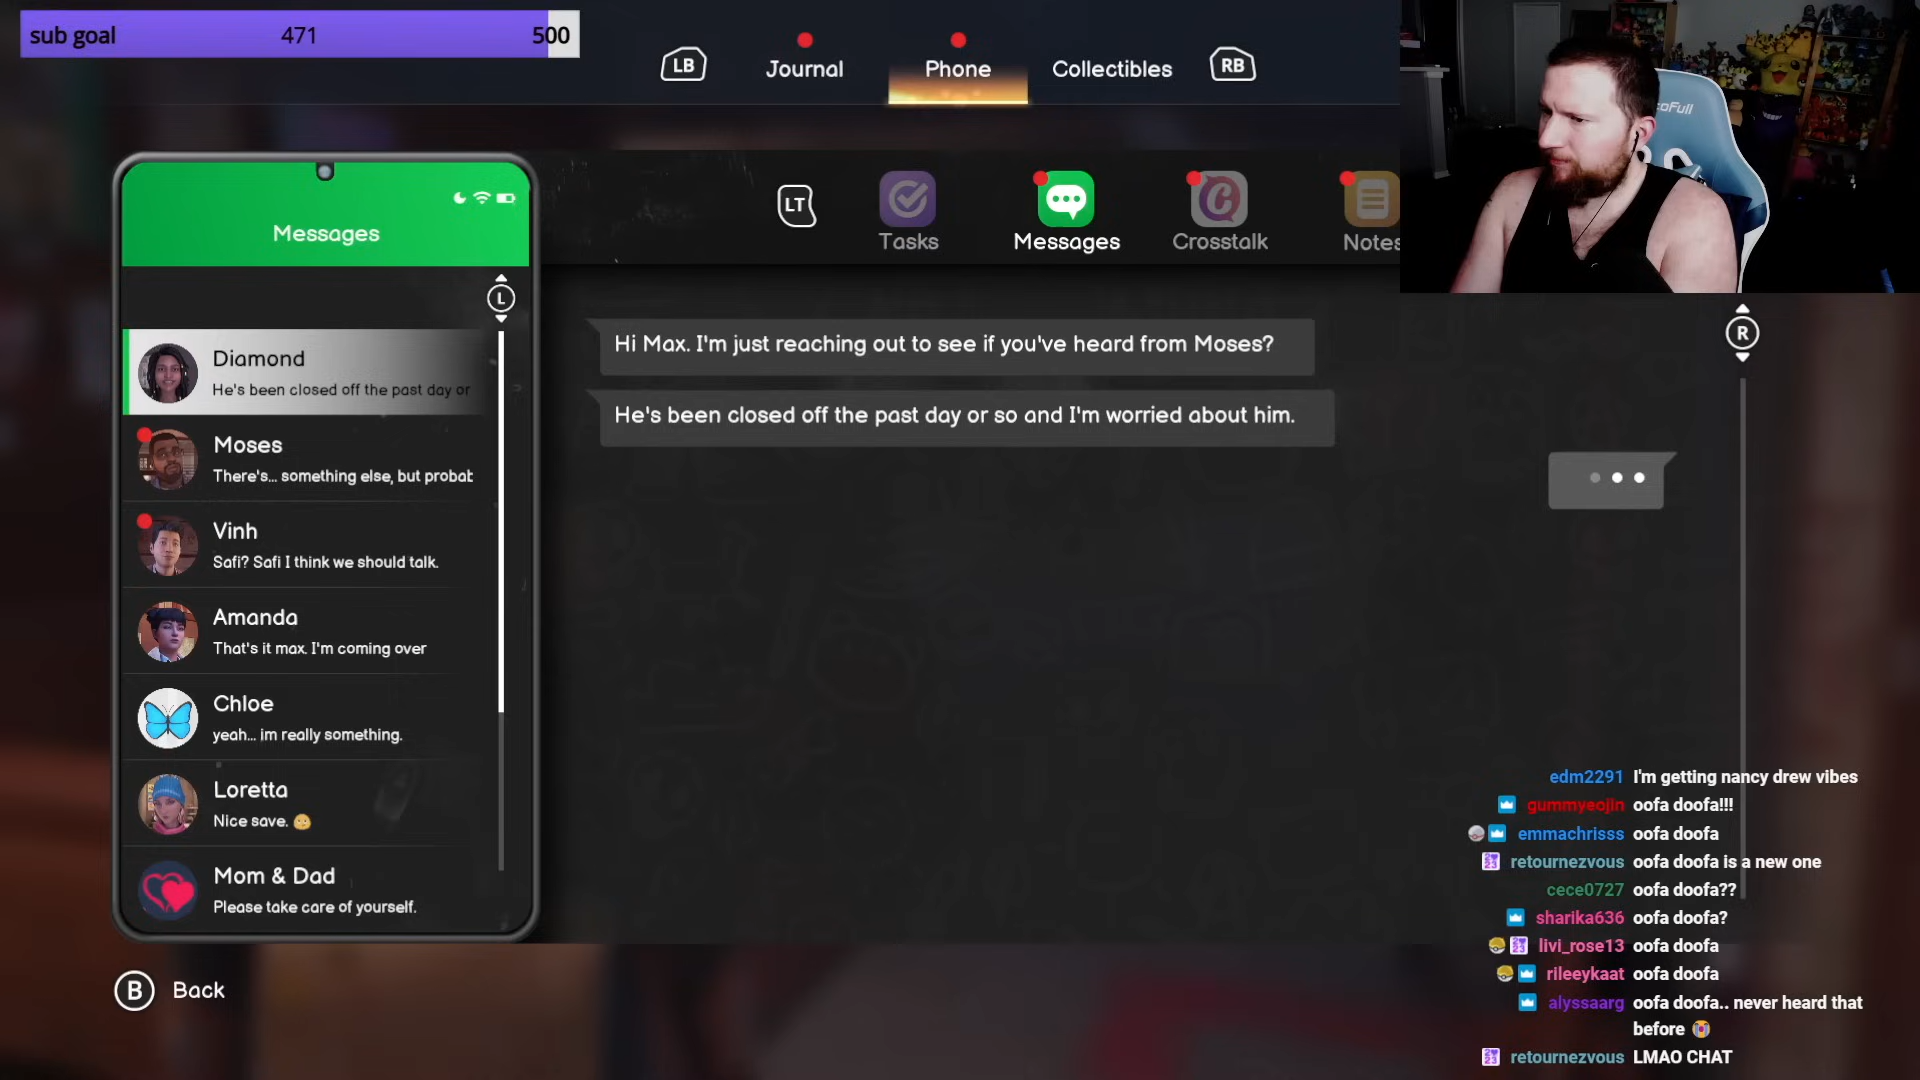 sub goal 471 500
LB Journal Phone Collectibles RB
Messages
LT Tasks Messages Crosstalk Notes
L
R
Diamond
He's been closed off the past day or
Moses
There's... something else, but probab
Vinh
Safi? Safi I think we should talk.
Amanda
That's it max. I'm coming over
Chloe
yeah... im really something.
Loretta
Nice save.
Mom & Dad
Please take care of yourself.
Hi Max. I'm just reaching out to see if you've heard from Moses?
He's been closed off the past day or so and I'm worried about him.
B Back
edm2291 I'm getting nancy drew vibes
gummyeojin oofa doofa!!!
emmachrisss oofa doofa
retournezvous oofa doofa is a new one
cece0727 oofa doofa??
sharika636 oofa doofa?
livi_rose13 oofa doofa
rileeykaat oofa doofa
alyssaarg oofa doofa.. never heard that
before
retournezvous LMAO CHAT